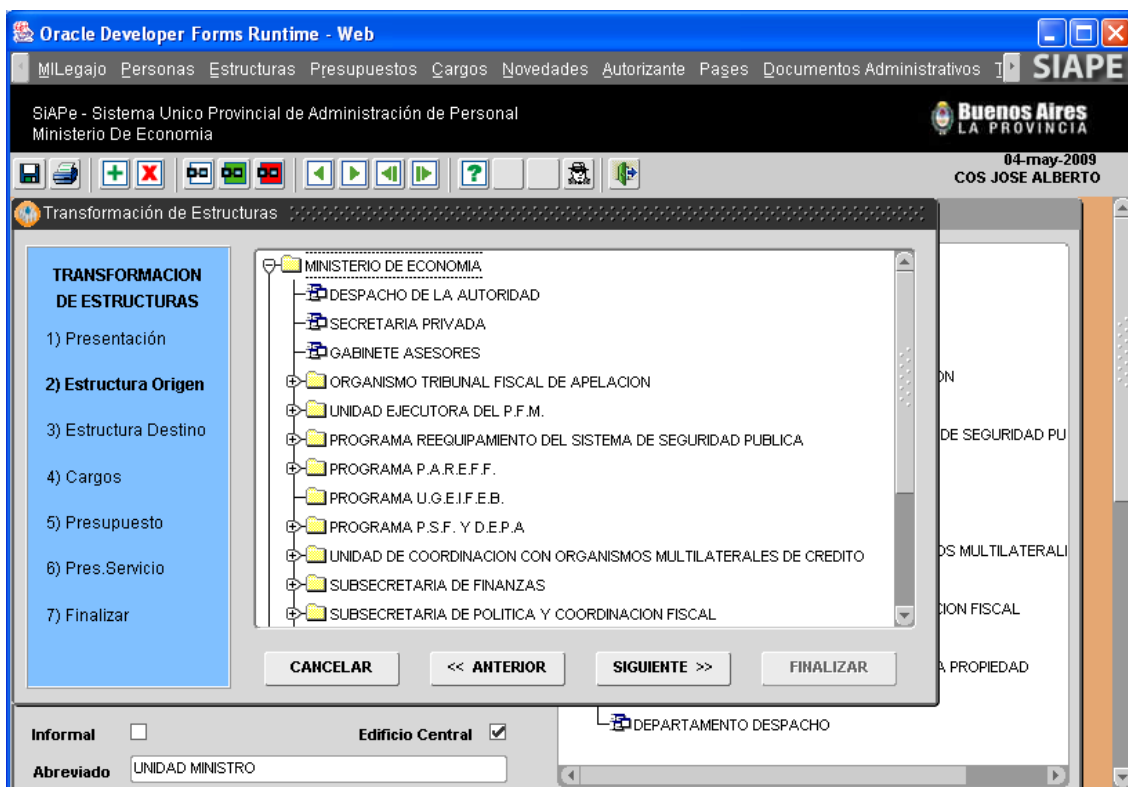 Oracle Developer Forms Runtime - Web
MILegajo Personas Estructuras Presupuestos Cargos Novedades Autorizante Pases Documentos Administrativos T SIAPE
SiAPe - Sistema Unico Provincial de Administración de Personal
Ministerio De Economia
Buenos Aires
LA PROVINCIA
04-may-2009
COS JOSE ALBERTO
Transformación de Estructuras
TRANSFORMACION
DE ESTRUCTURAS
1) Presentación
2) Estructura Origen
3) Estructura Destino
4) Cargos
5) Presupuesto
6) Pres.Servicio
7) Finalizar
MINISTERIO DE ECONOMIA
DESPACHO DE LA AUTORIDAD
SECRETARIA PRIVADA
GABINETE ASESORES
ORGANISMO TRIBUNAL FISCAL DE APELACION
UNIDAD EJECUTORA DEL P.F.M.
PROGRAMA REEQUIPAMIENTO DEL SISTEMA DE SEGURIDAD PUBLICA
PROGRAMA P.A.R.E.F.F.
PROGRAMA U.G.E.I.F.E.B.
PROGRAMA P.S.F. Y D.E.P.A
UNIDAD DE COORDINACION CON ORGANISMOS MULTILATERALES DE CREDITO
SUBSECRETARIA DE FINANZAS
SUBSECRETARIA DE POLITICA Y COORDINACION FISCAL
CANCELAR << ANTERIOR SIGUIENTE >> FINALIZAR
ON
DE SEGURIDAD PU
OS MULTILATERALI
CION FISCAL
A PROPIEDAD
DEPARTAMENTO DESPACHO
Informal Edificio Central
Abreviado UNIDAD MINISTRO